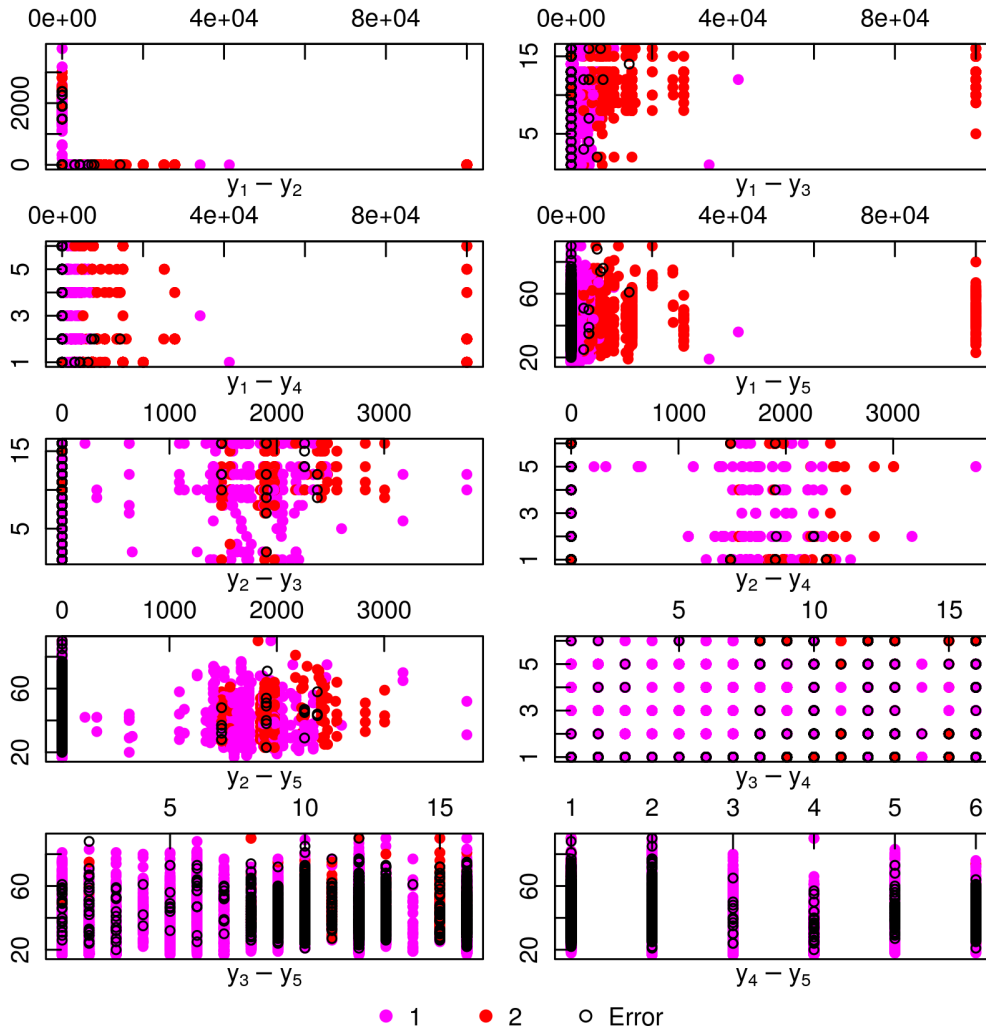 0e+00 4e+04 8e+04 0e+00 4e+04 8e+04
0 2000 5 15
y₁ − y₂ y₁ − y₃
0e+00 4e+04 8e+04 0e+00 4e+04 8e+04
1 3 5 20 60
y₁ − y₄ y₁ − y₅
0 1000 2000 3000 0 1000 2000 3000
5 15 1 3 5
y₂ − y₃ y₂ − y₄
0 1000 2000 3000 5 10 15
20 60 1 3 5
y₂ − y₅ y₃ − y₄
5 10 15 1 2 3 4 5 6
20 60 20 60
y₃ − y₅ y₄ − y₅
1 2 Error